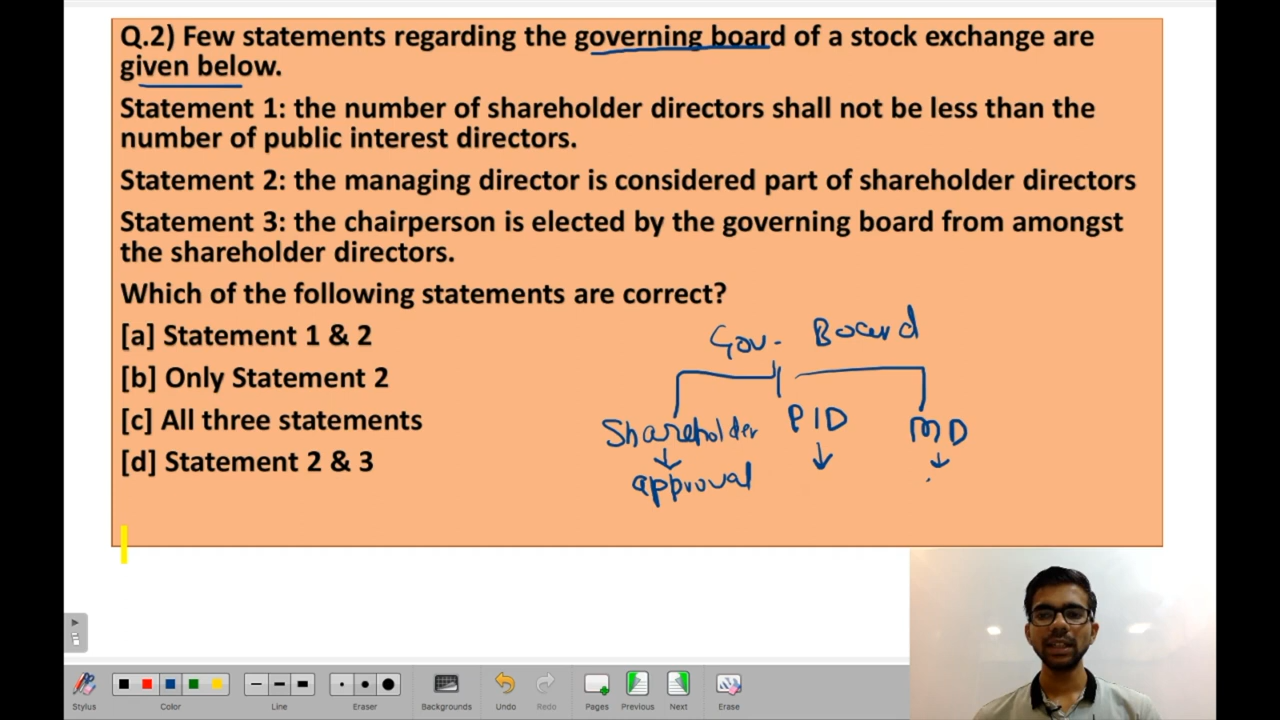 Q.2) Few statements regarding the governing board of a stock exchange are
given below.
Statement 1: the number of shareholder directors shall not be less than the
number of public interest directors.
Statement 2: the managing director is considered part of shareholder directors
Statement 3: the chairperson is elected by the governing board from amongst
the shareholder directors.
Which of the following statements are correct?
[a] Statement 1 & 2
[b] Only Statement 2
[c] All three statements
[d] Statement 2 & 3
Gov. Board
Shareholder PID MD
approval
Stylus Color Line Eraser Backgrounds Undo Redo Pages Previous Next Erase